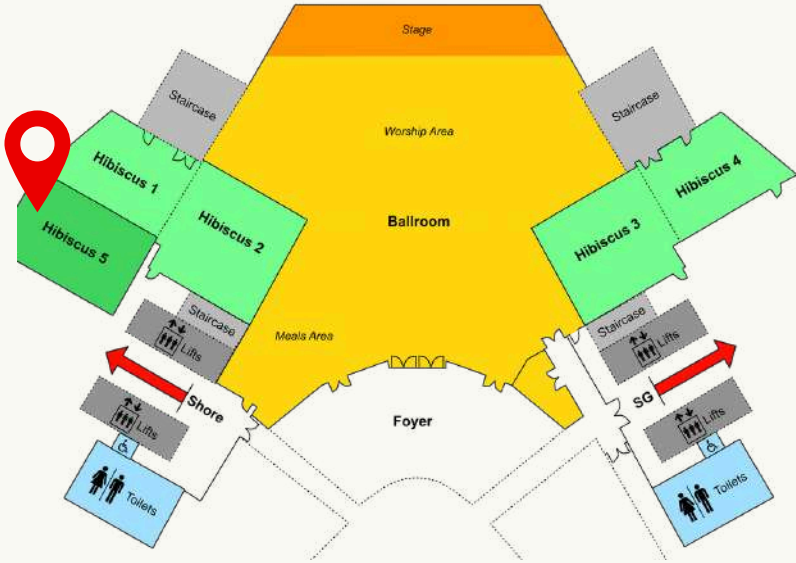 Stage
Staircase
Staircase
Worship Area
Hibiscus 1
Hibiscus 4
Ballroom
Hibiscus 2
Hibiscus 3
Hibiscus 5
Staircase
Staircase
Meals Area
Lifts
Lifts
Shore
SG
Foyer
Lifts
Lifts
Toilets
Toilets